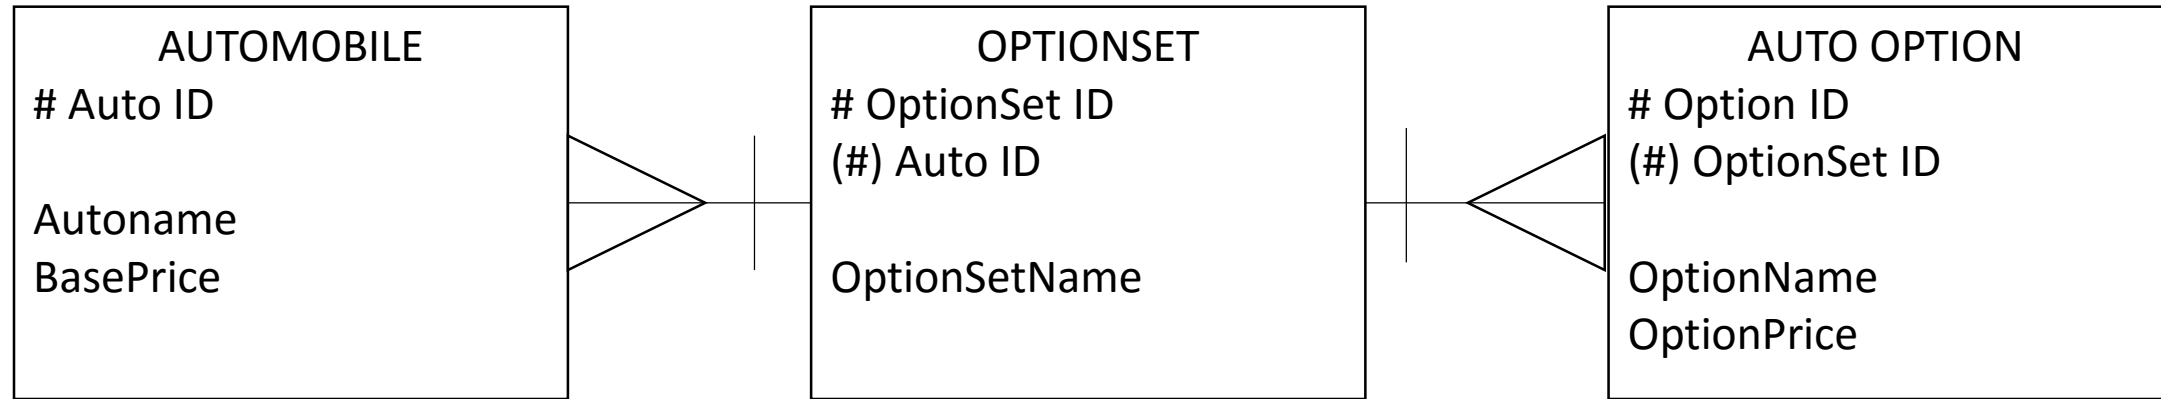 AUTOMOBILE
# Auto ID
Autoname
BasePrice
OPTIONSET
# OptionSet ID
(#) Auto ID
OptionSetName
AUTO OPTION
# Option ID
(#) OptionSet ID
OptionName
OptionPrice